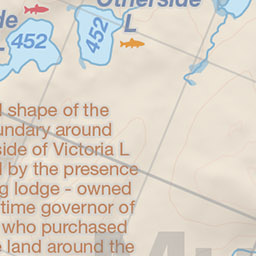 Otherside
L
de
L
452
452
l shape of the
undary around
side of Victoria L
d by the presence
g lodge - owned
time governor of
who purchased
e land around the